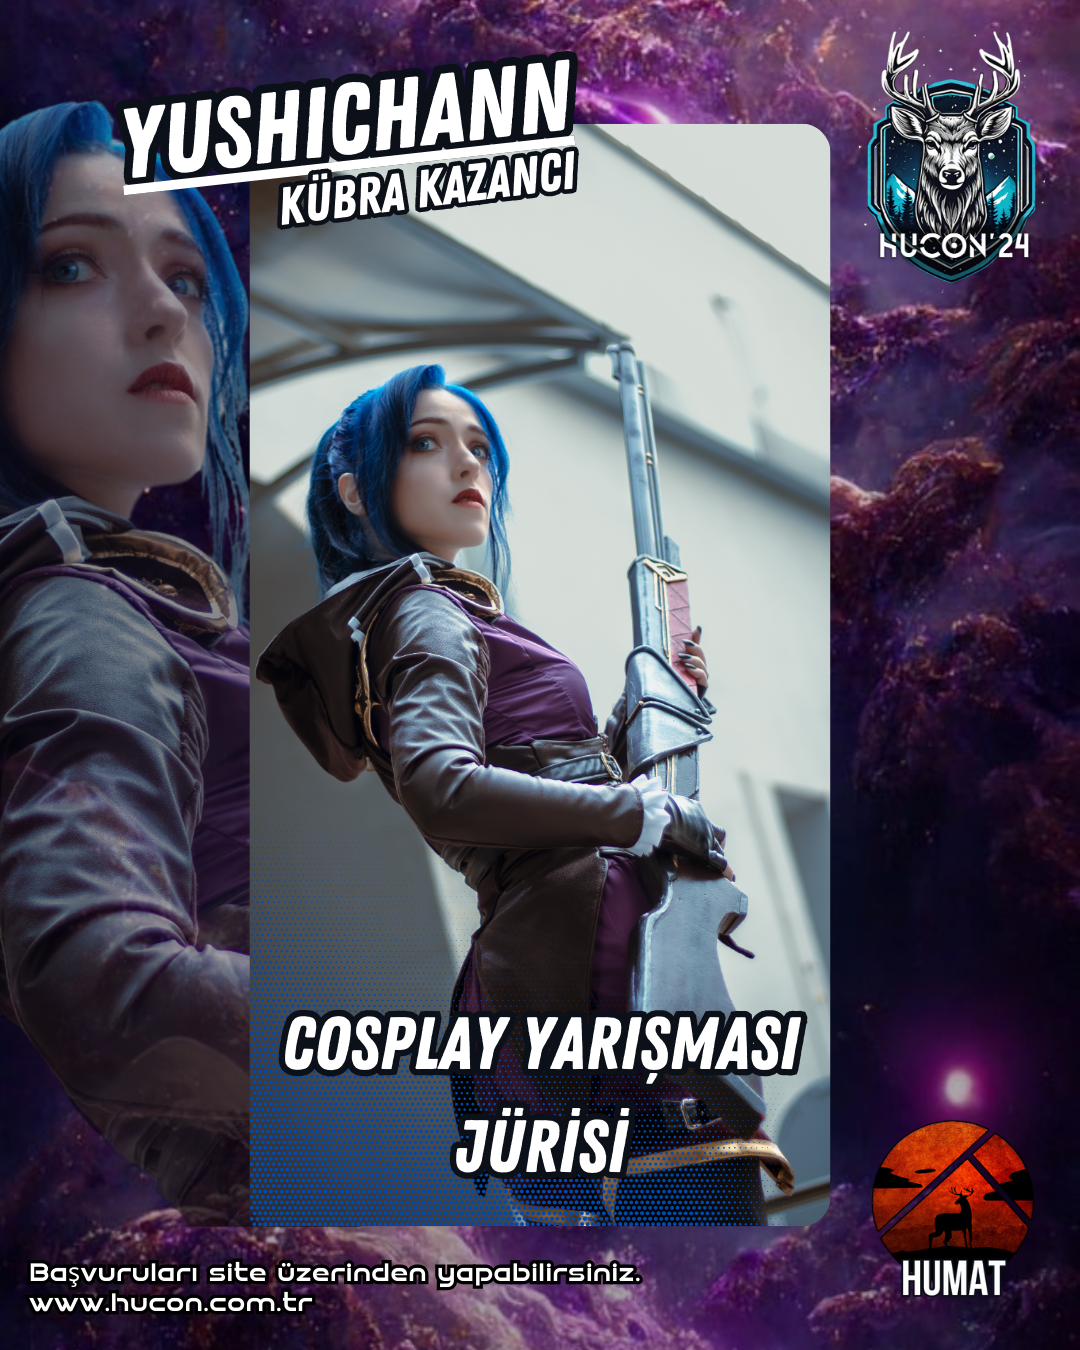 YUSHICHANN
KÜBRA KAZANCI
HUCON'24
COSPLAY YARIŞMASI
JÜRİSİ
HUMAT
Başvuruları site üzerinden yapabilirsiniz.
www.hucon.com.tr